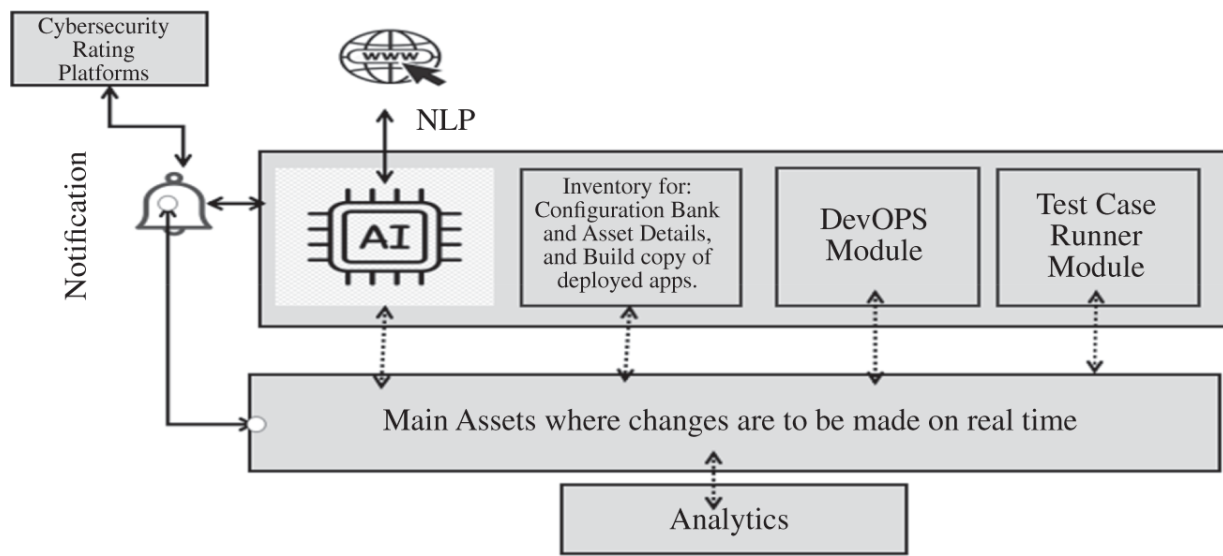 Cybersecurity
Rating
Platforms
www
NLP
Notification
AI
Inventory for:
Configuration Bank
and Asset Details,
and Build copy of
deployed apps.
DevOPS
Module
Test Case
Runner
Module
Main Assets where changes are to be made on real time
Analytics